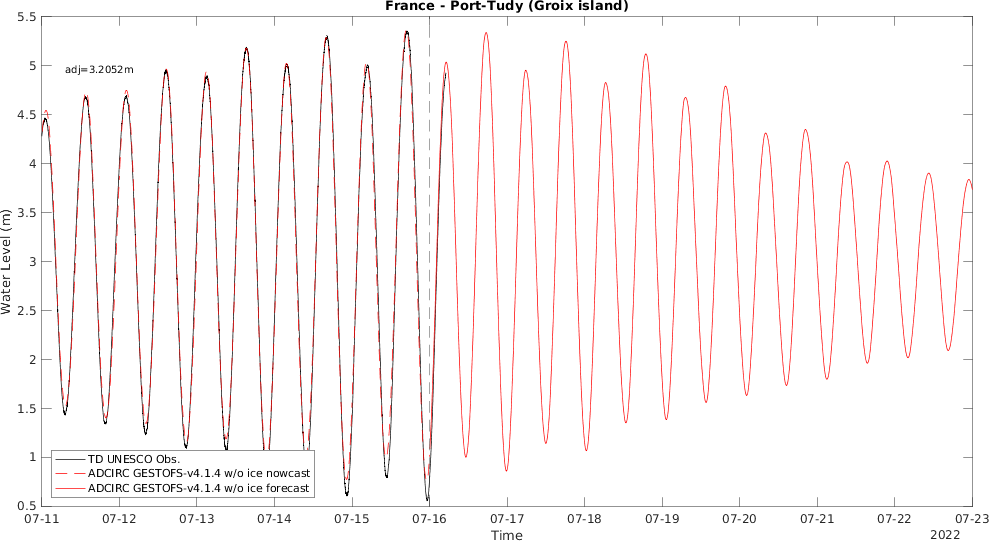 France - Port-Tudy (Groix island)
5.5
5
4.5
4
3.5
3
2.5
2
1.5
1
0.5
Water Level (m)
adj=3.2052m
TD UNESCO Obs.
ADCIRC GESTOFS-v4.1.4 w/o ice nowcast
ADCIRC GESTOFS-v4.1.4 w/o ice forecast
07-11 07-12 07-13 07-14 07-15 07-16 07-17 07-18 07-19 07-20 07-21 07-22 07-23
Time
2022